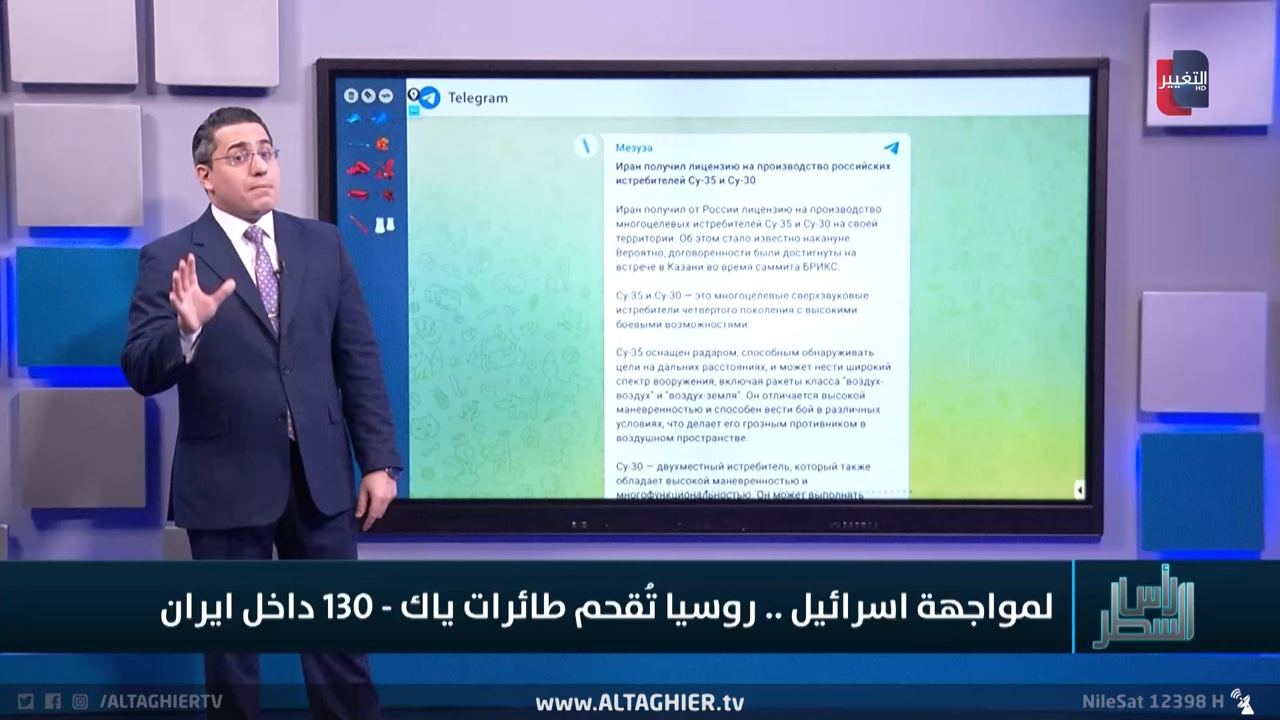 التغيير
HD
Telegram
Мезуза
Иран получил лицензию на производство российских
истребителей Су-35 и Су-30
Иран получил от России лицензию на производство
многоцелевых истребителей Су-35 и Су-30 на своей
территории. Об этом стало известно накануне.
Вероятно, договоренности были достигнуты на
встрече в Казани во время саммита БРИКС.
Су-35 и Су-30 — это многоцелевые сверхзвуковые
истребители четвертого поколения с высокими
боевыми возможностями.
Су-35 оснащен радаром, способным обнаруживать
цели на дальних расстояниях, и может нести широкий
спектр вооружения, включая ракеты класса "воздух-
воздух" и "воздух-земля". Он отличается высокой
маневренностью и способен вести бой в различных
условиях, что делает его грозным противником в
воздушном пространстве.
Су-30 — двухместный истребитель, который также
обладает высокой маневренностью и
многофункциональностью. Он может выполнять
رأس السطر
لمواجهة اسرائيل .. روسيا تُقحم طائرات ياك - 130 داخل ايران
/ALTAGHIERTV
www.ALTAGHIER.tv
NileSat 12398 H